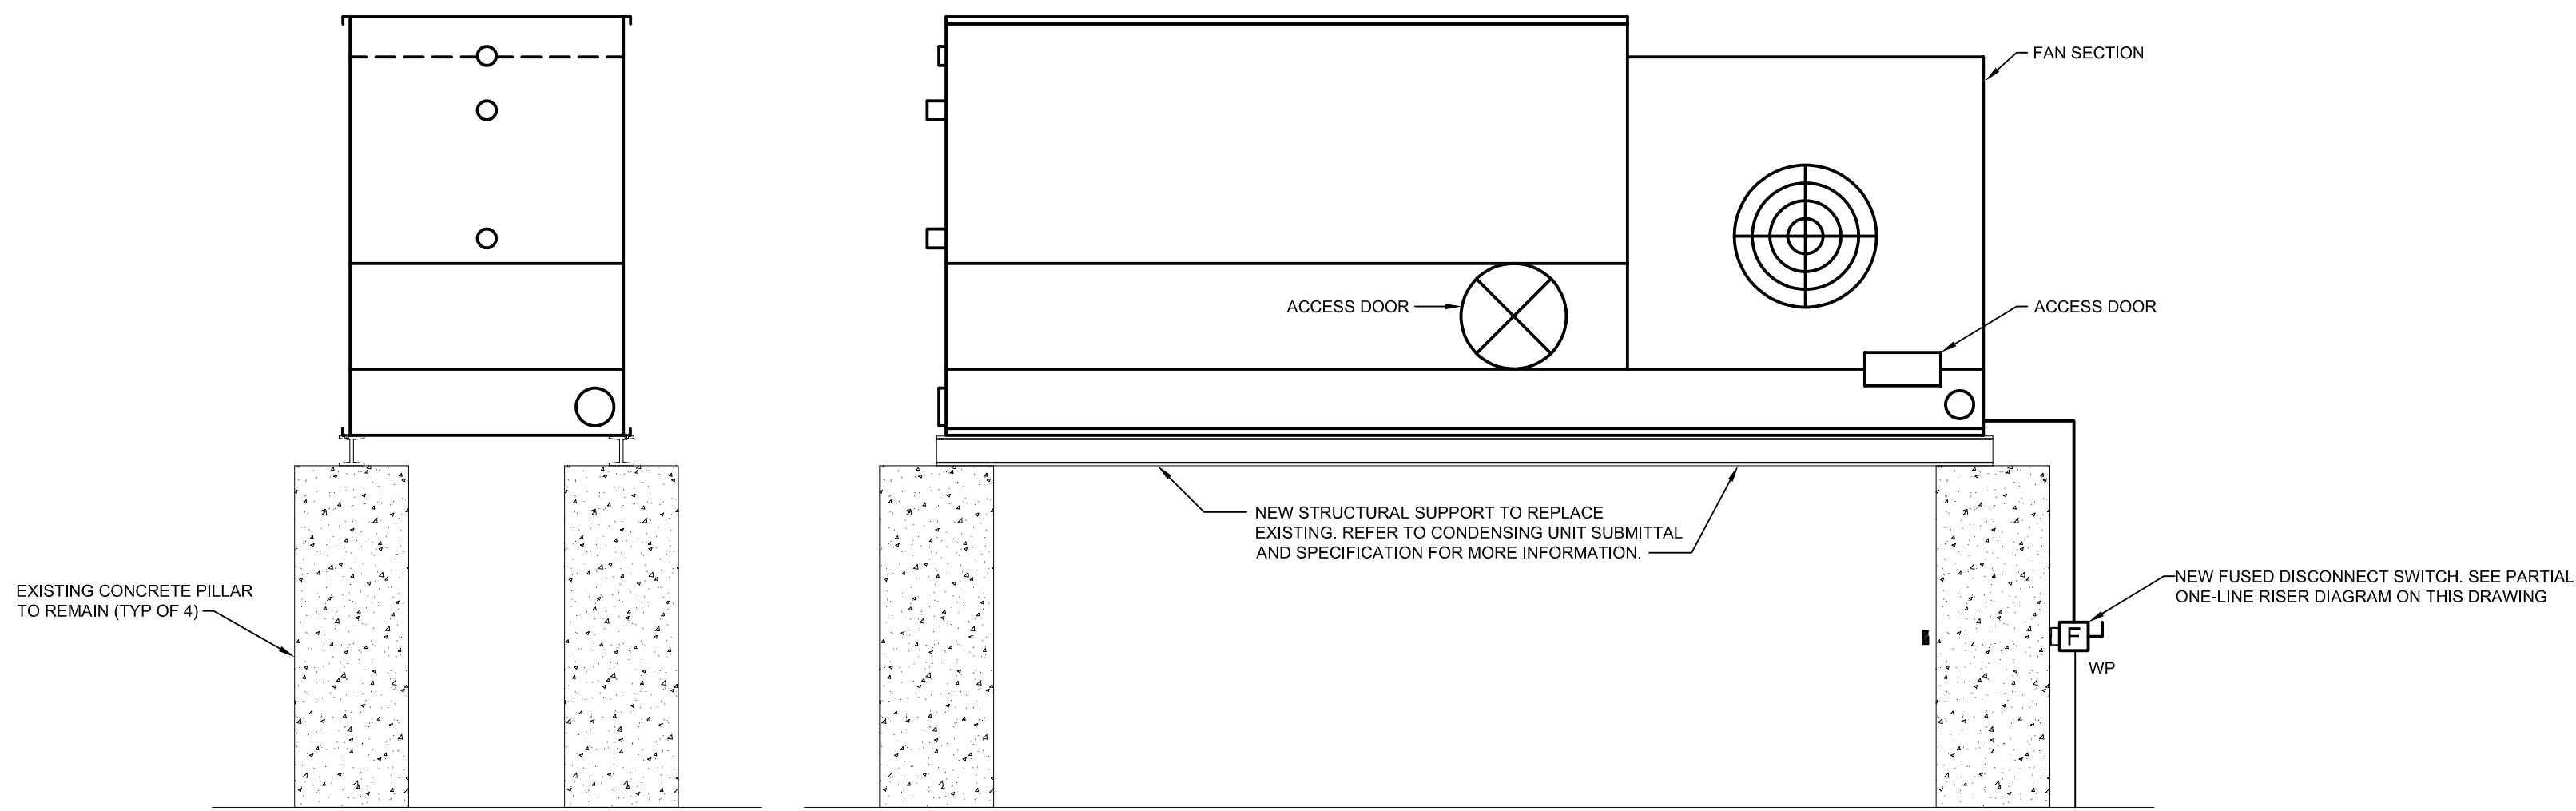 FAN SECTION
ACCESS DOOR
ACCESS DOOR
NEW STRUCTURAL SUPPORT TO REPLACE
EXISTING. REFER TO CONDENSING UNIT SUBMITTAL
AND SPECIFICATION FOR MORE INFORMATION.
EXISTING CONCRETE PILLAR
TO REMAIN (TYP OF 4)
NEW FUSED DISCONNECT SWITCH. SEE PARTIAL
ONE-LINE RISER DIAGRAM ON THIS DRAWING
F
WP